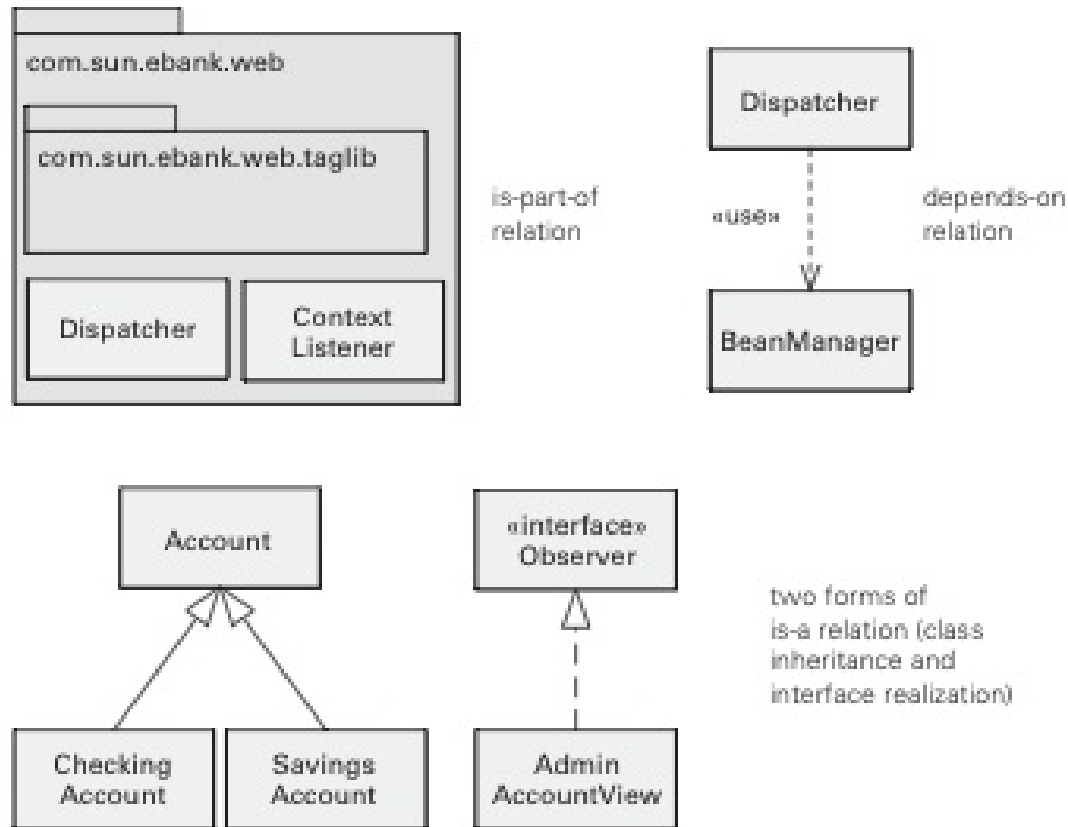 com.sun.ebank.web
com.sun.ebank.web.taglib
Dispatcher
Context
Listener
is-part-of
relation
Dispatcher
«use»
depends-on
relation
BeanManager
Account
Checking
Account
Savings
Account
«interface»
Observer
Admin
AccountView
two forms of
is-a relation (class
inheritance and
interface realization)